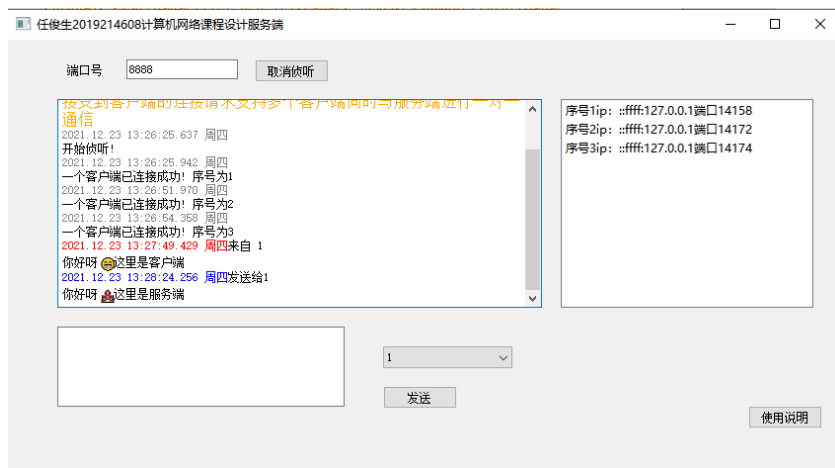 任俊生2019214608计算机网络课程设计服务端
端口号 8888 取消侦听
接受到客户端的连接请求支持多个客户端同时与服务端进行一对一
通信
2021.12.23 13:26:25.637 周四
开始侦听!
2021.12.23 13:26:25.942 周四
一个客户端已连接成功! 序号为1
2021.12.23 13:26:51.970 周四
一个客户端已连接成功! 序号为2
2021.12.23 13:26:54.358 周四
一个客户端已连接成功! 序号为3
2021.12.23 13:27:49.429 周四来自 1
你好呀 😄这里是客户端
2021.12.23 13:28:24.256 周四发送给1
你好呀 这里是服务端
序号1ip: ::ffff:127.0.0.1端口14158
序号2ip: ::ffff:127.0.0.1端口14172
序号3ip: ::ffff:127.0.0.1端口14174
1
发送
使用说明